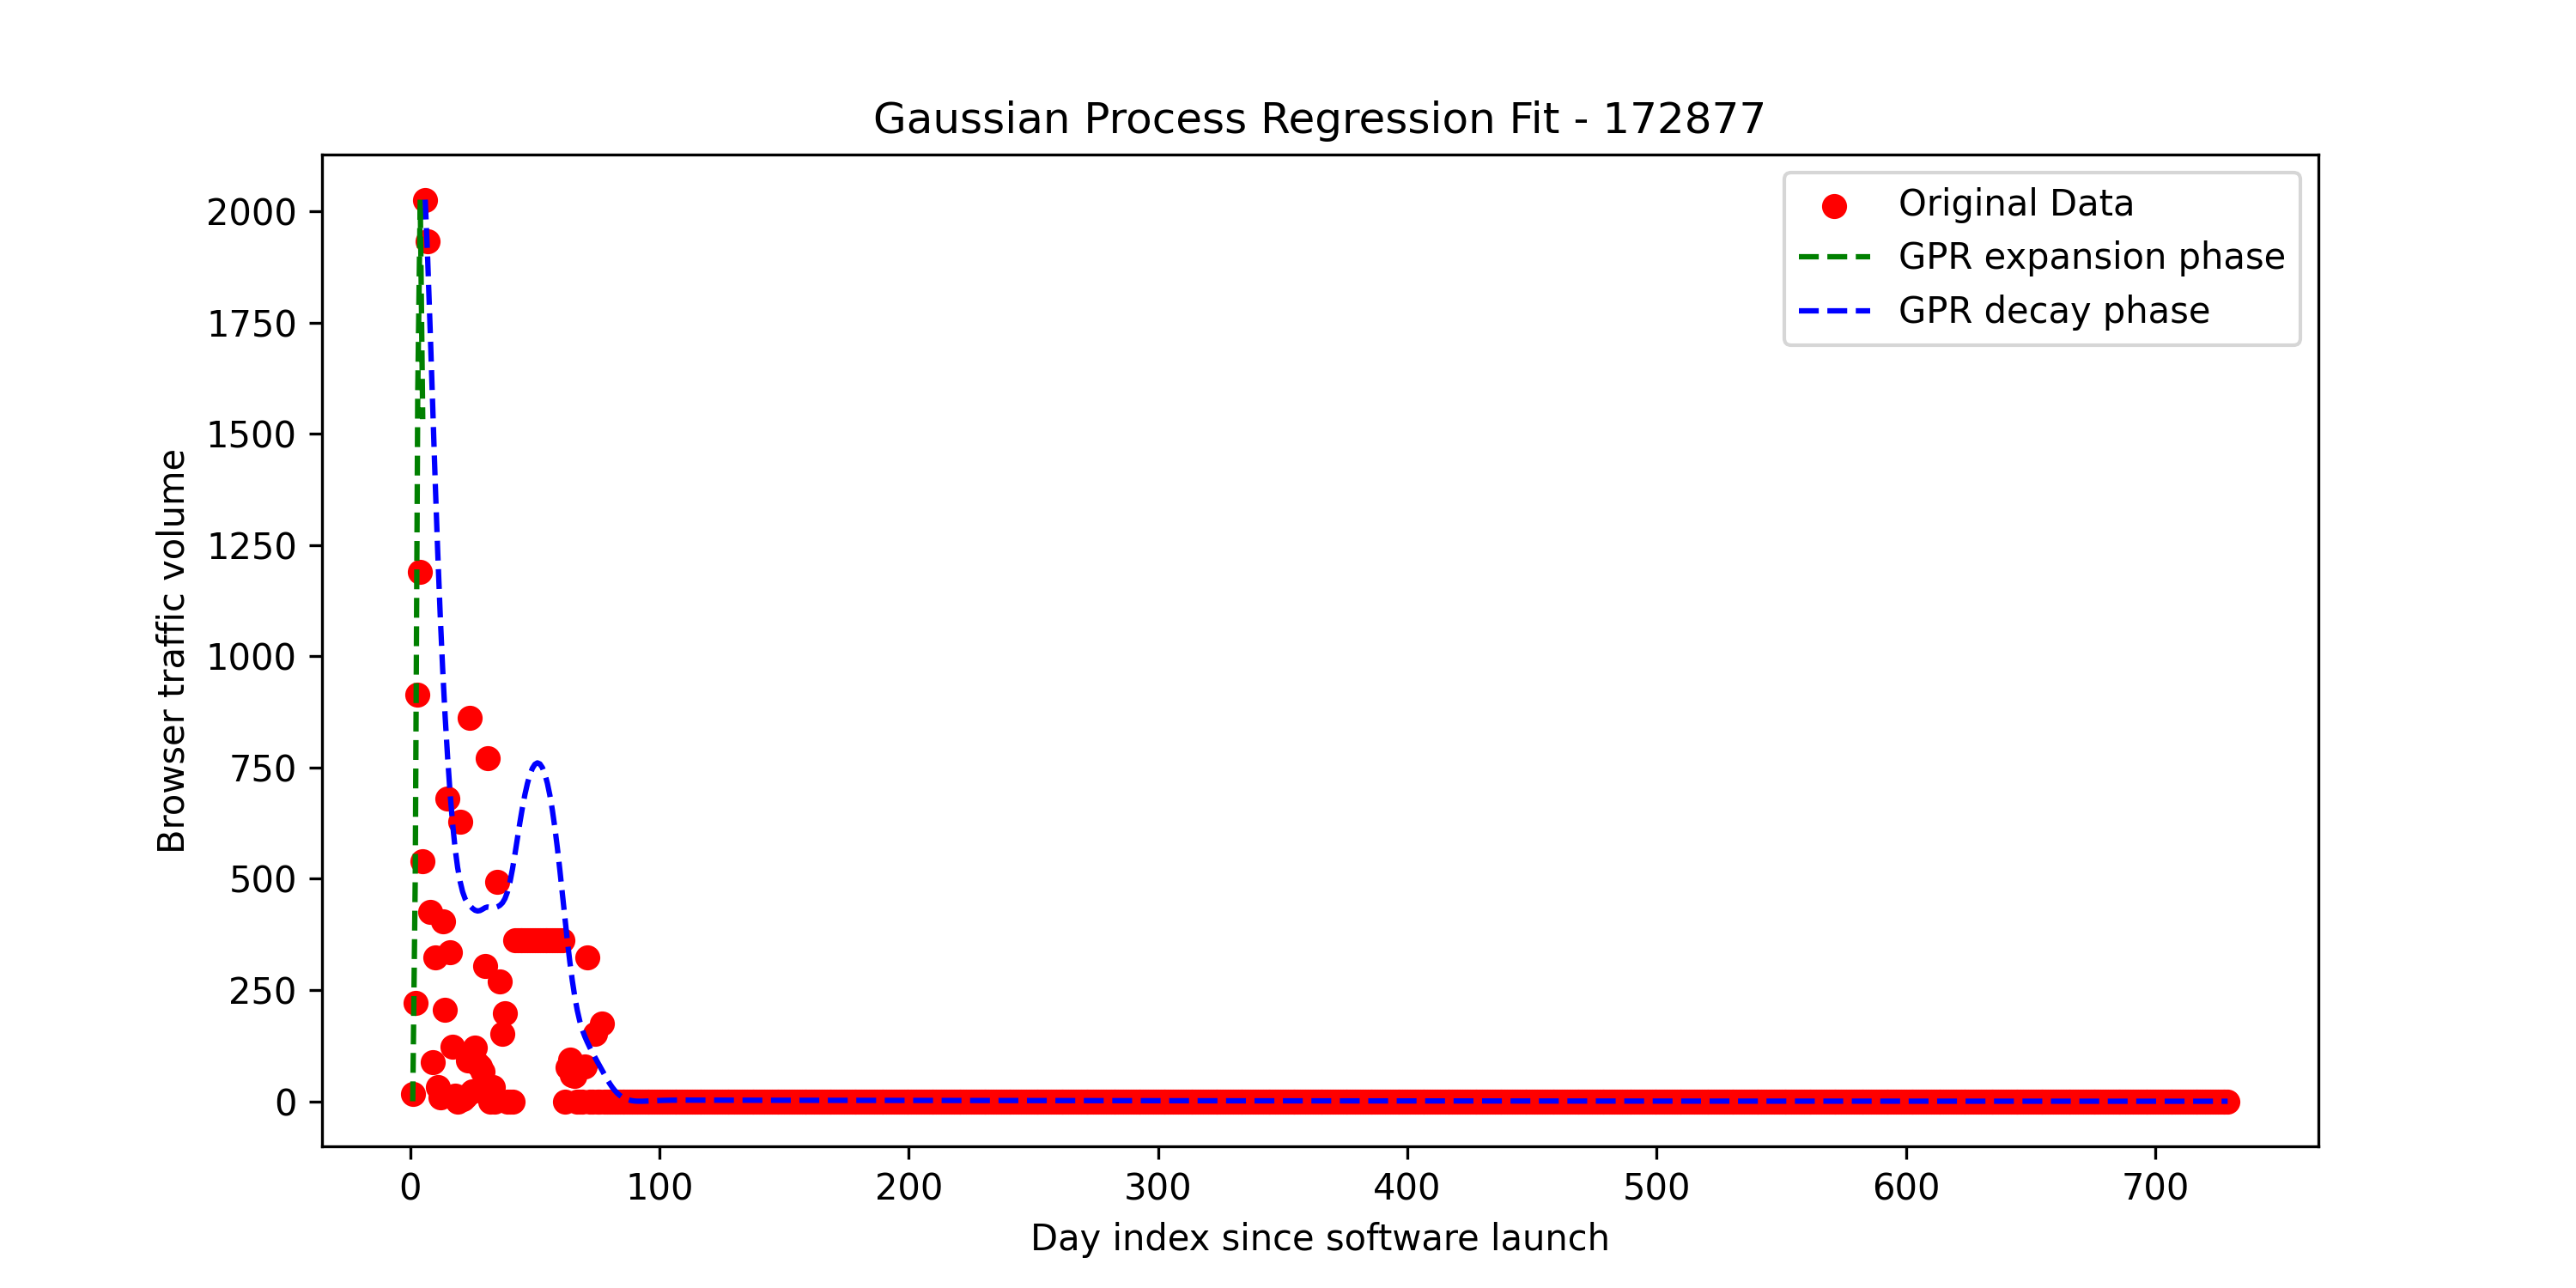 Gaussian Process Regression Fit - 172877
Original Data
GPR expansion phase
GPR decay phase
Browser traffic volume
2000
1750
1500
1250
1000
750
500
250
0
0 100 200 300 400 500 600 700
Day index since software launch